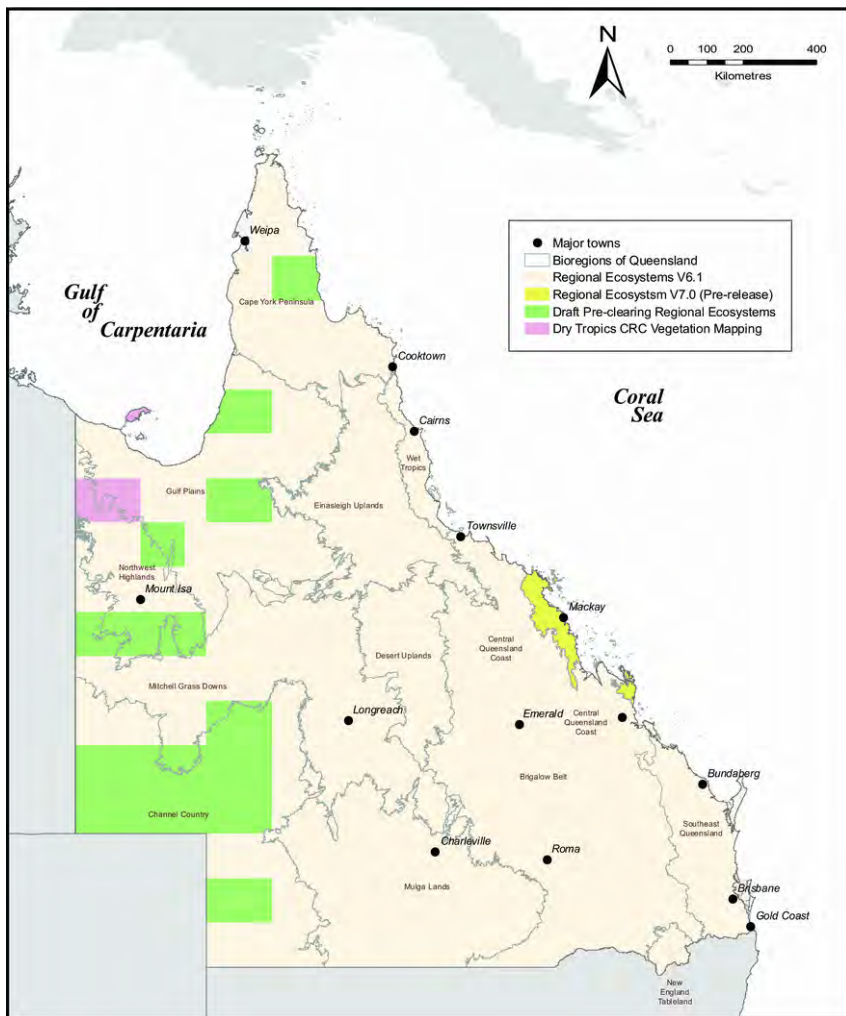 N
0 100 200 400
Kilometres
Major towns
Bioregions of Queensland
Regional Ecosystems V6.1
Regional Ecosystsm V7.0 (Pre-release)
Draft Pre-clearing Regional Ecosystems
Dry Tropics CRC Vegetation Mapping
Weipa
Gulf
of
Carpentaria
Cape York Peninsula
Cooktown
Coral
Sea
Cairns
Wet
Tropics
Gulf Plains
Einasleigh Uplands
Townsville
Northwest
Highlands
Mount Isa
Mackay
Central
Queensland
Coast
Desert Uplands
Mitchell Grass Downs
Longreach
Emerald
Central
Queensland
Coast
Brigalow Belt
Bundaberg
Channel Country
Southeast
Queensland
Charleville
Roma
Mulga Lands
Brisbane
Gold Coast
New
England
Tableland